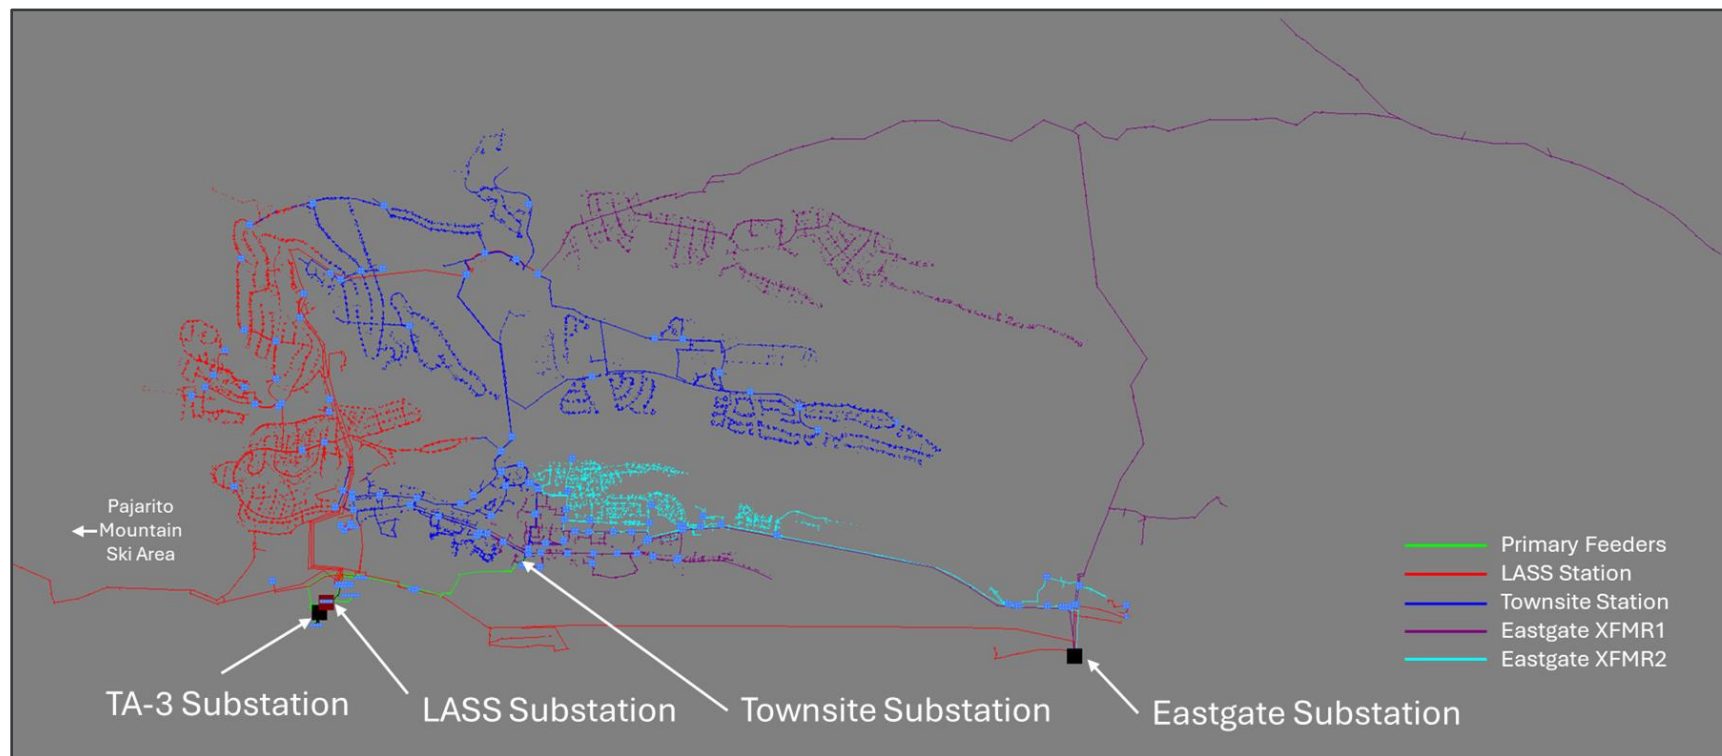 Pajarito
Mountain
Ski Area
Primary Feeders
LASS Station
Townsite Station
Eastgate XFMR1
Eastgate XFMR2
TA-3 Substation
LASS Substation
Townsite Substation
Eastgate Substation